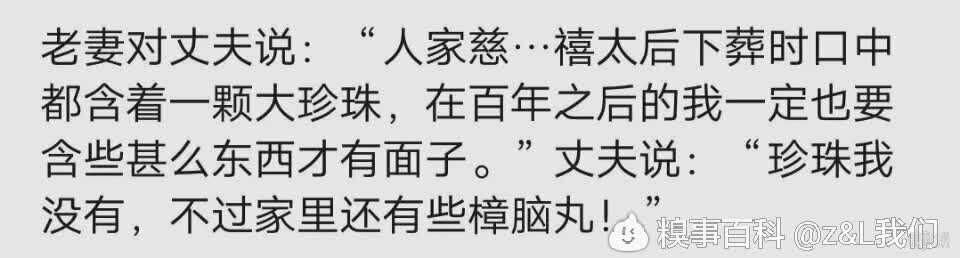 老妻对丈夫说：“人家慈…禧太后下葬时口中
都含着一颗大珍珠，在百年之后的我一定也要
含些甚么东西才有面子。”丈夫说：“珍珠我
没有，不过家里还有些樟脑丸！”
糗事百科 @z&L我们